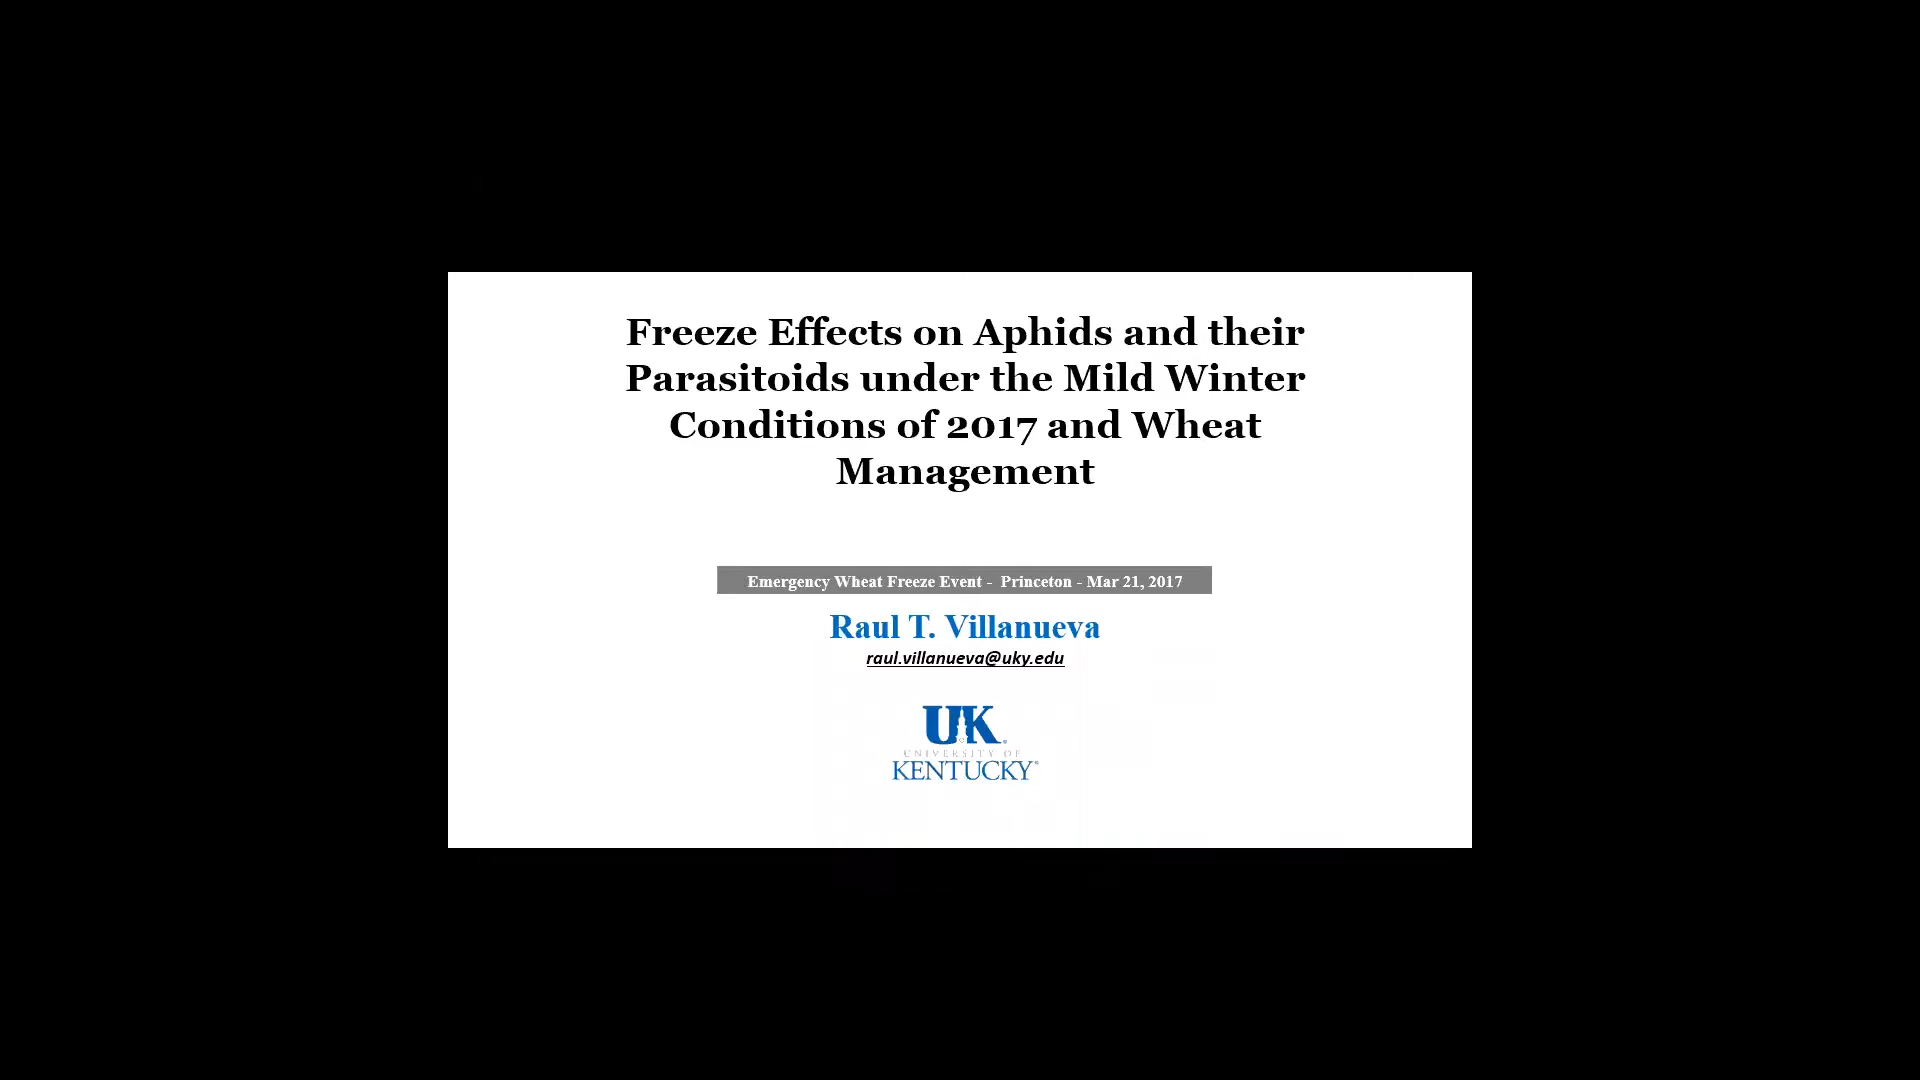 Freeze Effects on Aphids and their
Parasitoids under the Mild Winter
Conditions of 2017 and Wheat
Management
Emergency Wheat Freeze Event - Princeton - Mar 21, 2017
Raul T. Villanueva
raul.villanueva@uky.edu
UK®
UNIVERSITY OF
KENTUCKY®